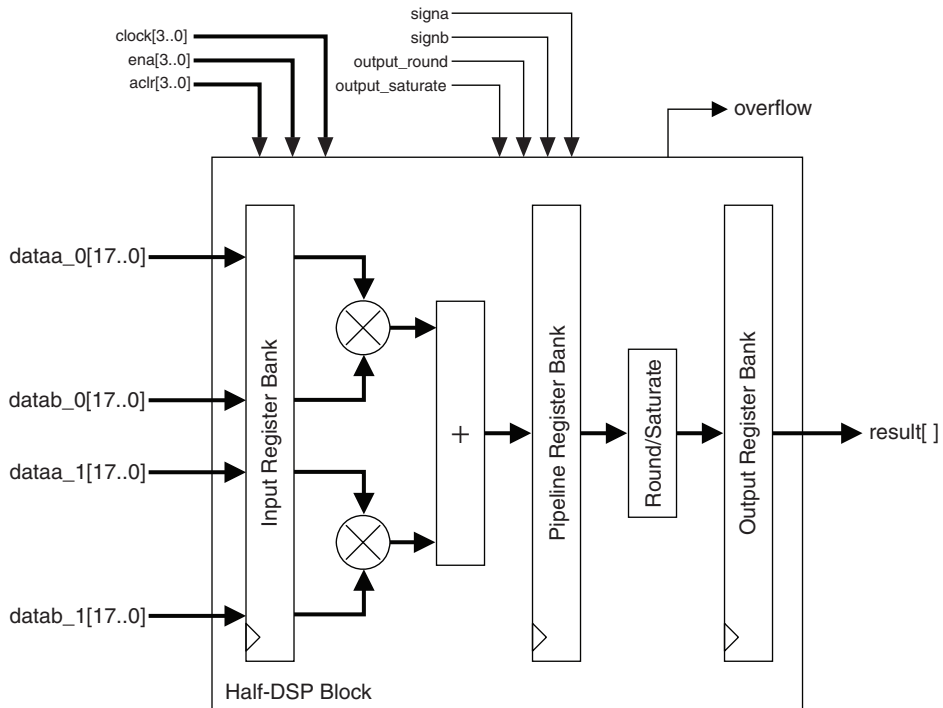 clock[3..0]
ena[3..0]
aclr[3..0]
signa
signb
output_round
output_saturate
overflow
dataa_0[17..0]
datab_0[17..0]
dataa_1[17..0]
datab_1[17..0]
Input Register Bank
+
Pipeline Register Bank
Round/Saturate
Output Register Bank
result[ ]
Half-DSP Block